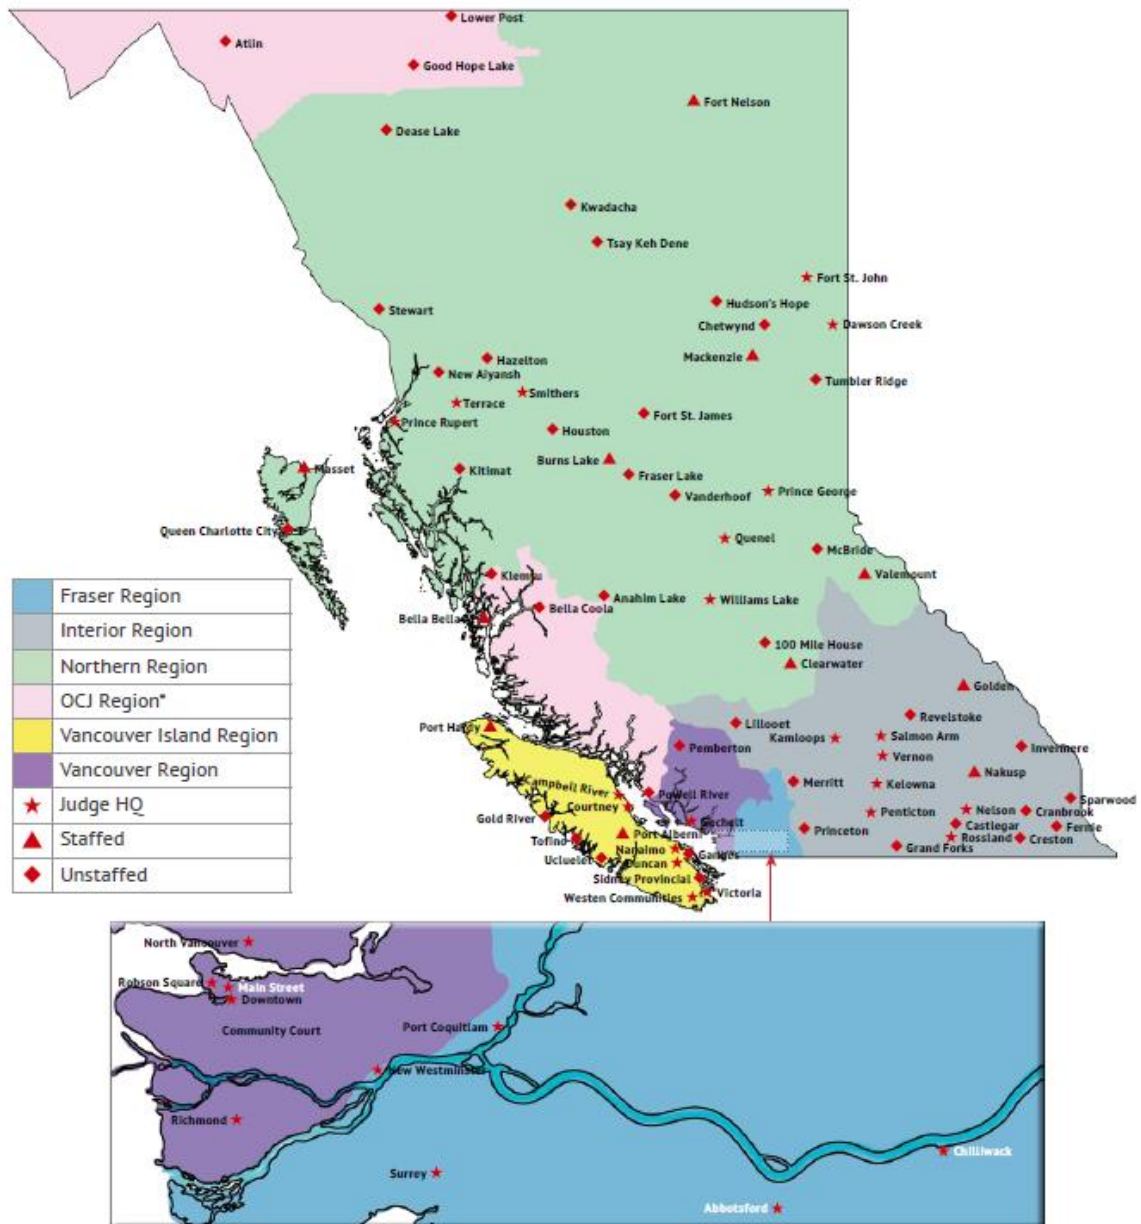 Lower Post
Atlin
Good Hope Lake
Fort Nelson
Dease Lake
Kwadacha
Tsay Keh Dene
Fort St. John
Hudson's Hope
Stewart
Chetwynd
Dawson Creek
Mackenzie
Hazelton
New Aiyansh
Tumbler Ridge
Smithers
Terrace
Fort St. James
Prince Rupert
Houston
Burns Lake
Masset
Kitimat
Fraser Lake
Prince George
Vanderhoof
Queen Charlotte City
Quenel
McBride
Klemtu
Valemount
Anahim Lake
Williams Lake
Bella Coola
Bella Bella
100 Mile House
Clearwater
Golden
Port Hardy
Lillooet
Revelstoke
Kamloops
Salmon Arm
Pemberton
Invermere
Vernon
Nakusp
Campbell River
Merritt
Kelowna
Powell River
Sparwood
Courtney
Gold River
Penticton
Nelson
Cranbrook
Sechelt
Castlegar
Fernie
Princeton
Port Alberni
Rossland
Creston
Tofino
Nanaimo
Grand Forks
Ganges
Ucluelet
Duncan
Sidney Provincial
Victoria
Westen Communities
Fraser Region
Interior Region
Northern Region
OCJ Region*
Vancouver Island Region
Vancouver Region
Judge HQ
Staffed
Unstaffed
North Vancouver
Robson Square
Main Street
Downtown
Community Court
Port Coquitlam
New Westminster
Richmond
Chilliwack
Surrey
Abbotsford